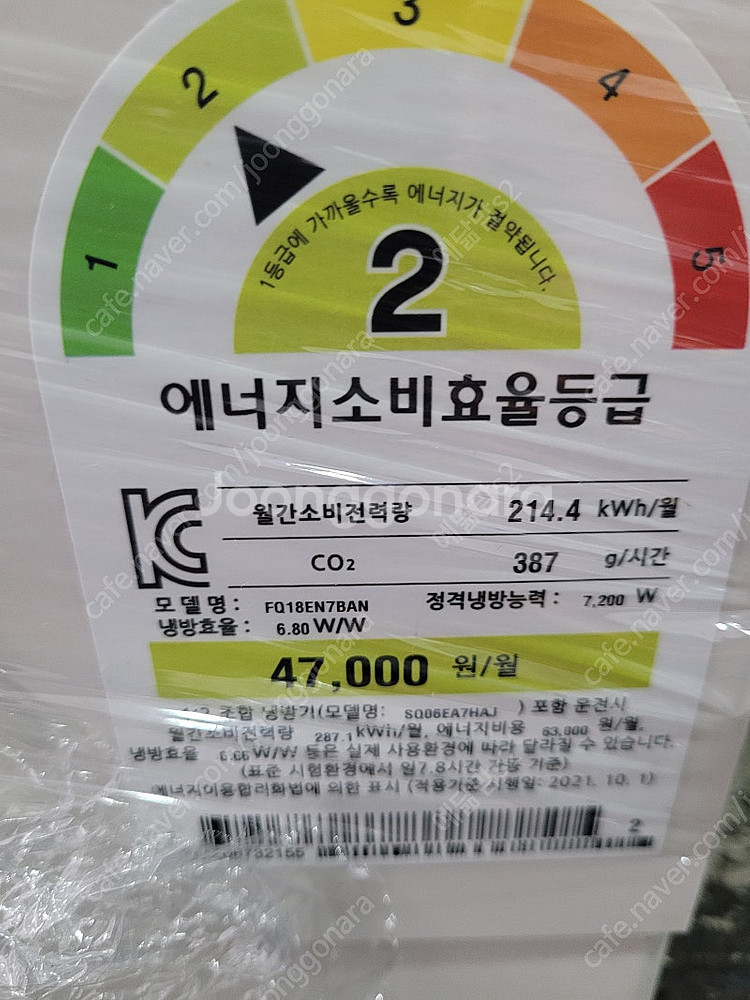 3
2
4
1
5
1등급에 가까울수록 에너지가 절약됩니다.
2
에너지소비효율등급
월간소비전력량 214.4 kWh/월
CO₂ 387 g/시간
모델명: FQ18EN7BAN 정격냉방능력: 7,200 W
냉방효율: 6.80 W/W
47,000 원/월
1/2 조합 냉방기(모델명: SQ06EA7HAJ ) 포함 운전시
월간소비전력량 287.1kWh/월, 에너지비용 63,000 원/월,
냉방효율 6.66W/W 등은 실제 사용환경에 따라 달라질 수 있습니다.
(표준 시험환경에서 일7.8시간 가동 기준)
에너지이용합리화법에 의한 표시 (적용기준 시행일: 2021. 10. 1)
2
cafe.naver.com/joonggonara
Joonggonara